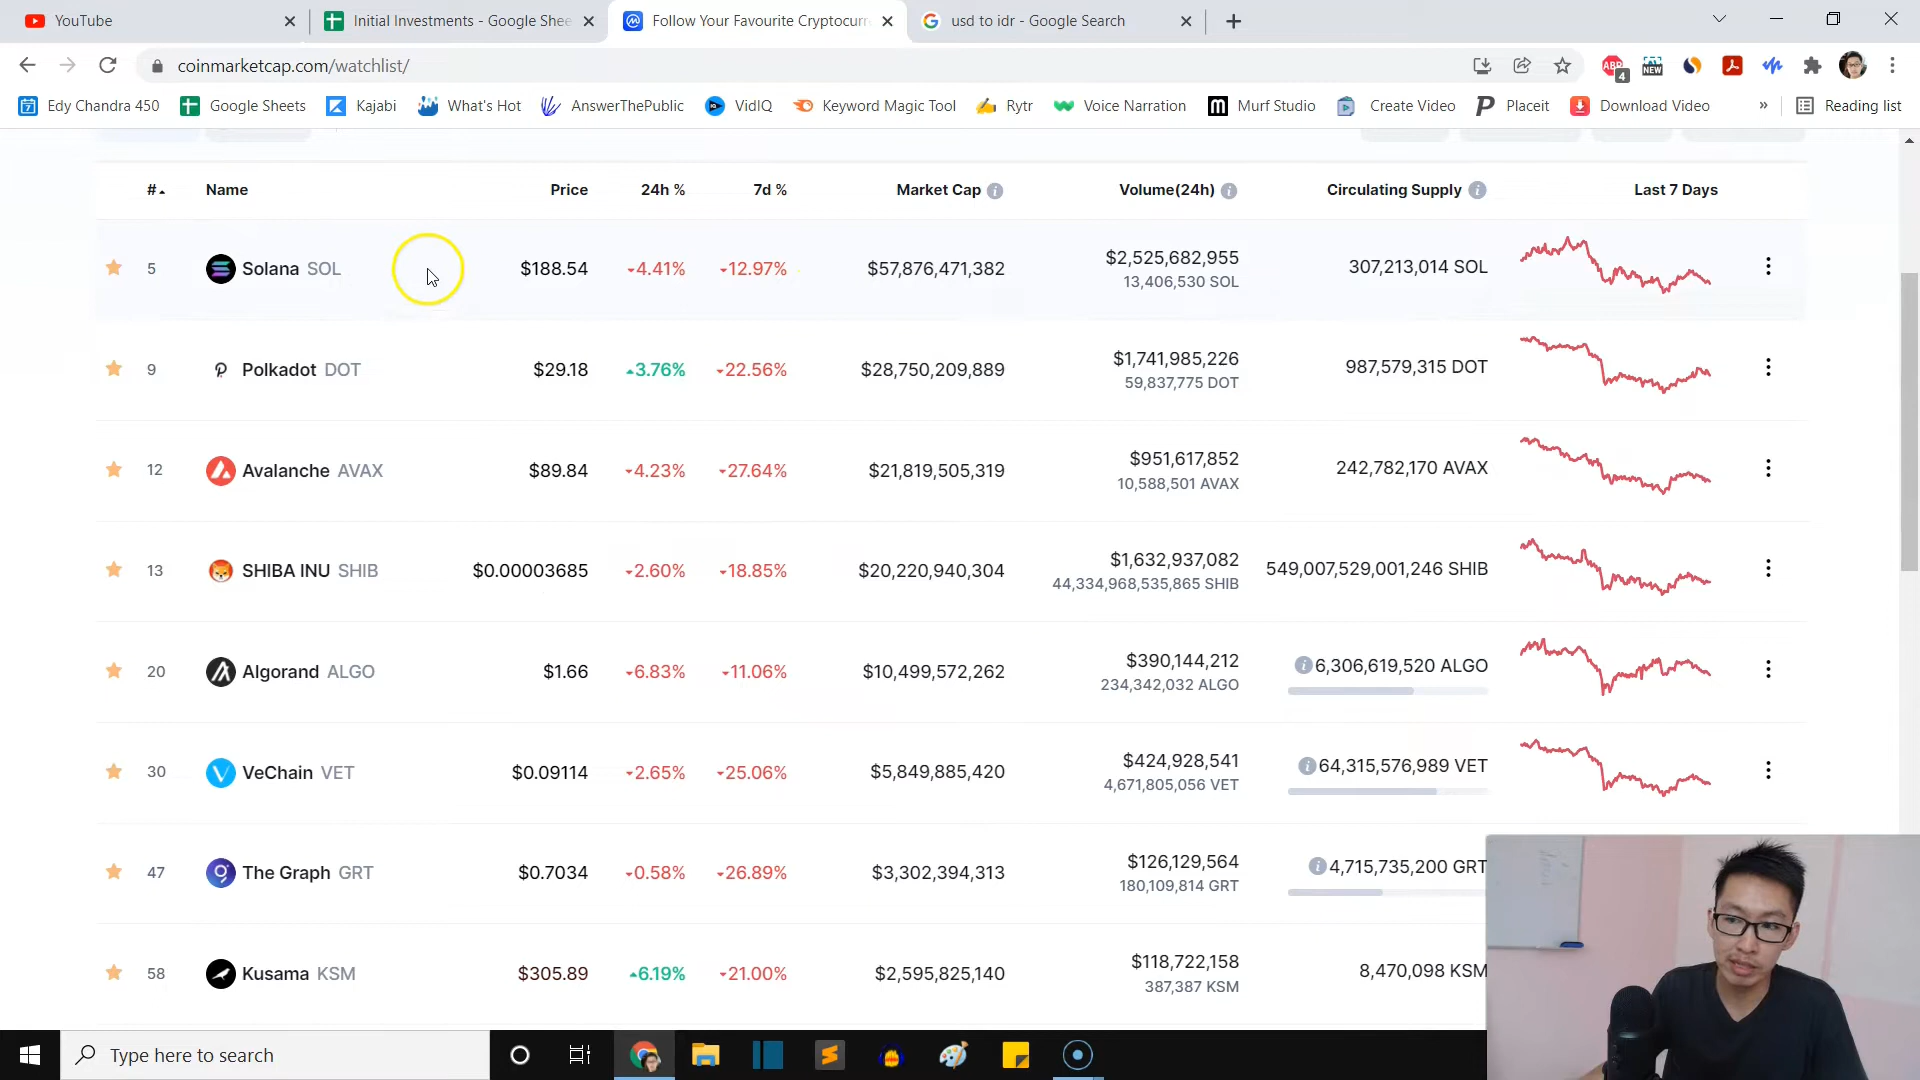 YouTube
Initial Investments - Google Shee
Follow Your Favourite Cryptocurr
usd to idr - Google Search
coinmarketcap.com/watchlist/
ABP
4
NEW
Edy Chandra 450
Google Sheets
Kajabi
What's Hot
AnswerThePublic
VidIQ
Keyword Magic Tool
Rytr
Voice Narration
Murf Studio
Create Video
Placeit
Download Video
»
Reading list
# Name Price 24h % 7d % Market Cap Volume(24h) Circulating Supply Last 7 Days
5 Solana SOL $188.54 4.41% 12.97% $57,876,471,382 $2,525,682,955 307,213,014 SOL
13,406,530 SOL
9 Polkadot DOT $29.18 3.76% 22.56% $28,750,209,889 $1,741,985,226 987,579,315 DOT
59,837,775 DOT
12 Avalanche AVAX $89.84 4.23% 27.64% $21,819,505,319 $951,617,852 242,782,170 AVAX
10,588,501 AVAX
13 SHIBA INU SHIB $0.00003685 2.60% 18.85% $20,220,940,304 $1,632,937,082 549,007,529,001,246 SHIB
44,334,968,535,865 SHIB
20 Algorand ALGO $1.66 6.83% 11.06% $10,499,572,262 $390,144,212 6,306,619,520 ALGO
234,342,032 ALGO
30 VeChain VET $0.09114 2.65% 25.06% $5,849,885,420 $424,928,541 64,315,576,989 VET
4,671,805,056 VET
47 The Graph GRT $0.7034 0.58% 26.89% $3,302,394,313 $126,129,564 4,715,735,200 GRT
180,109,814 GRT
58 Kusama KSM $305.89 6.19% 21.00% $2,595,825,140 $118,722,158 8,470,098 KSM
387,387 KSM
Type here to search